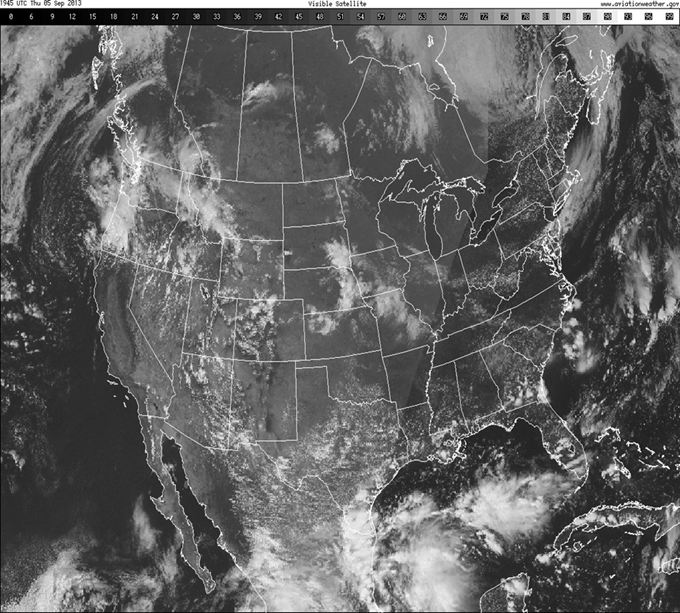 1945 UTC Thu 05 Sep 2013 Visible Satellite www.aviationweather.gov
0 3 6 9 12 15 18 21 24 27 30 33 36 39 42 45 48 51 54 57 60 63 66 69 72 75 78 81 84 87 90 93 96 99